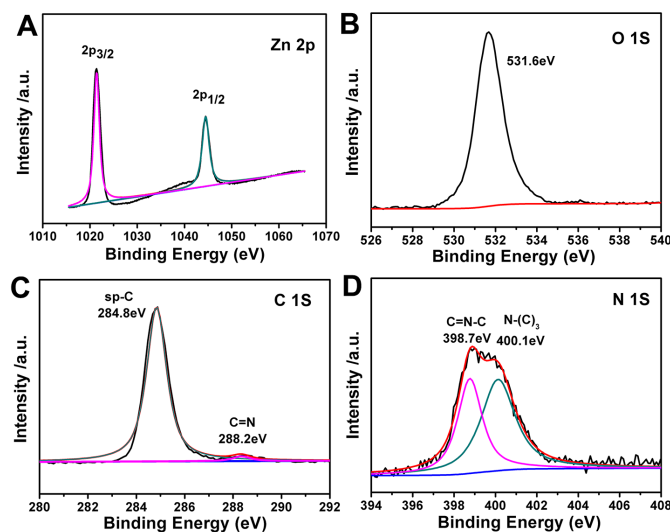 A
Zn 2p
2p3/2
2p1/2
Intensity /a.u.
1010 1020 1030 1040 1050 1060 1070
Binding Energy (eV)
B
O 1S
531.6eV
Intensity /a.u.
526 528 530 532 534 536 538 540
Binding Energy (eV)
C
C 1S
sp-C
284.8eV
C=N
288.2eV
Intensity /a.u.
280 282 284 286 288 290 292
Binding Energy (eV)
D
N 1S
C=N-C
398.7eV
N-(C)3
400.1eV
Intensity /a.u.
394 396 398 400 402 404 406 408
Binding Energy (eV)